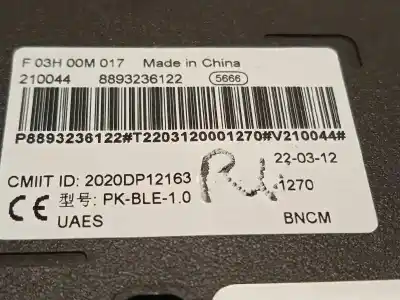 F 03H 00M 017 Made in China
210044 8893236122 5666
P8893236122#T2203120001270#V210044#
22-03-12
CMIIT ID: 2020DP12163 1270
CE 型号: PK-BLE-1.0
UAES BNCM